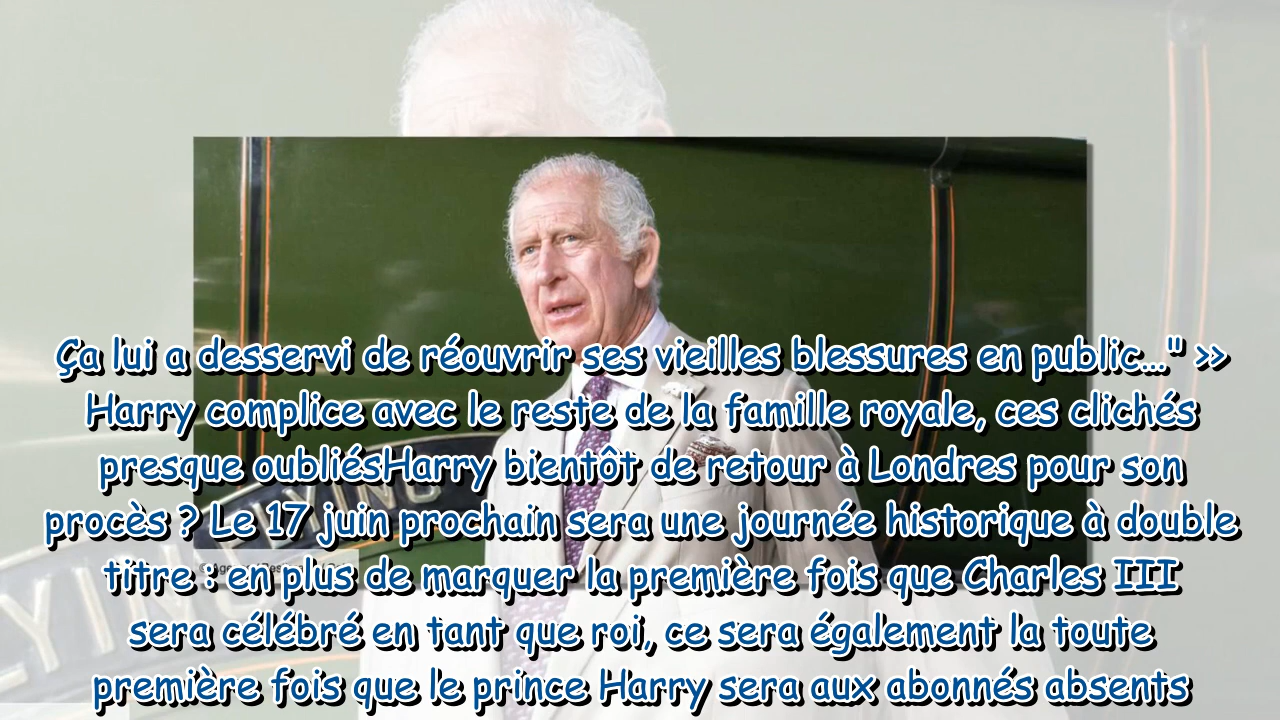 Ça lui a desservi de réouvrir ses vieilles blessures en public..." >>
Harry complice avec le reste de la famille royale, ces clichés
presque oubliésHarry bientôt de retour à Londres pour son
procès ? Le 17 juin prochain sera une journée historique à double
titre : en plus de marquer la première fois que Charles III
sera célébré en tant que roi, ce sera également la toute
première fois que le prince Harry sera aux abonnés absents
FLYING
LYING